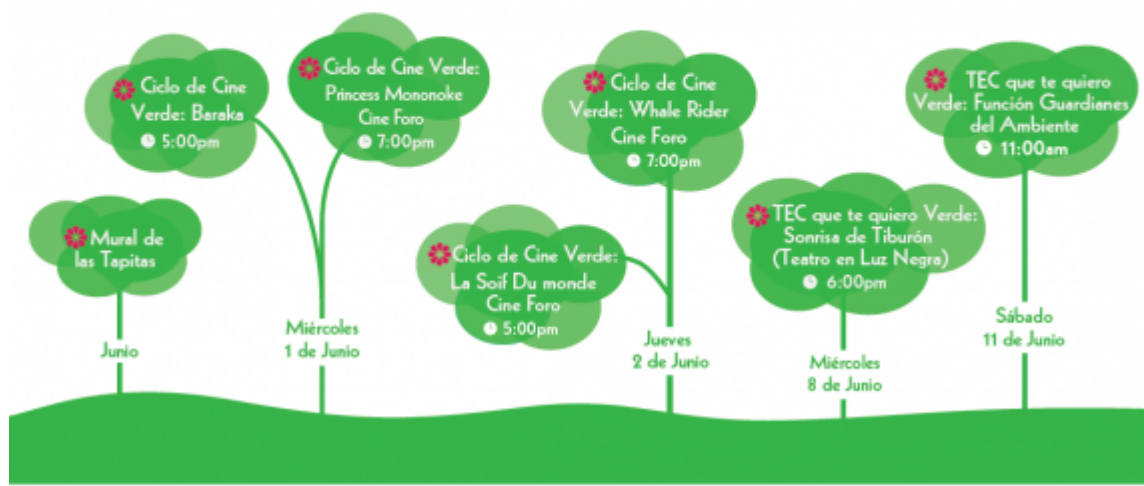 Mural de
las Tapitas
Junio
Ciclo de Cine
Verde: Baraka
5:00pm
Ciclo de Cine Verde:
Princess Mononoke
Cine Foro
7:00pm
Miércoles
1 de Junio
Ciclo de Cine Verde:
La Soif Du monde
Cine Foro
5:00pm
Ciclo de Cine
Verde: Whale Rider
Cine Foro
7:00pm
Jueves
2 de Junio
TEC que te quiero Verde:
Sonrisa de Tiburón
(Teatro en Luz Negra)
6:00pm
Miércoles
8 de Junio
TEC que te quiero
Verde: Función Guardianes
del Ambiente
11:00am
Sábado
11 de Junio